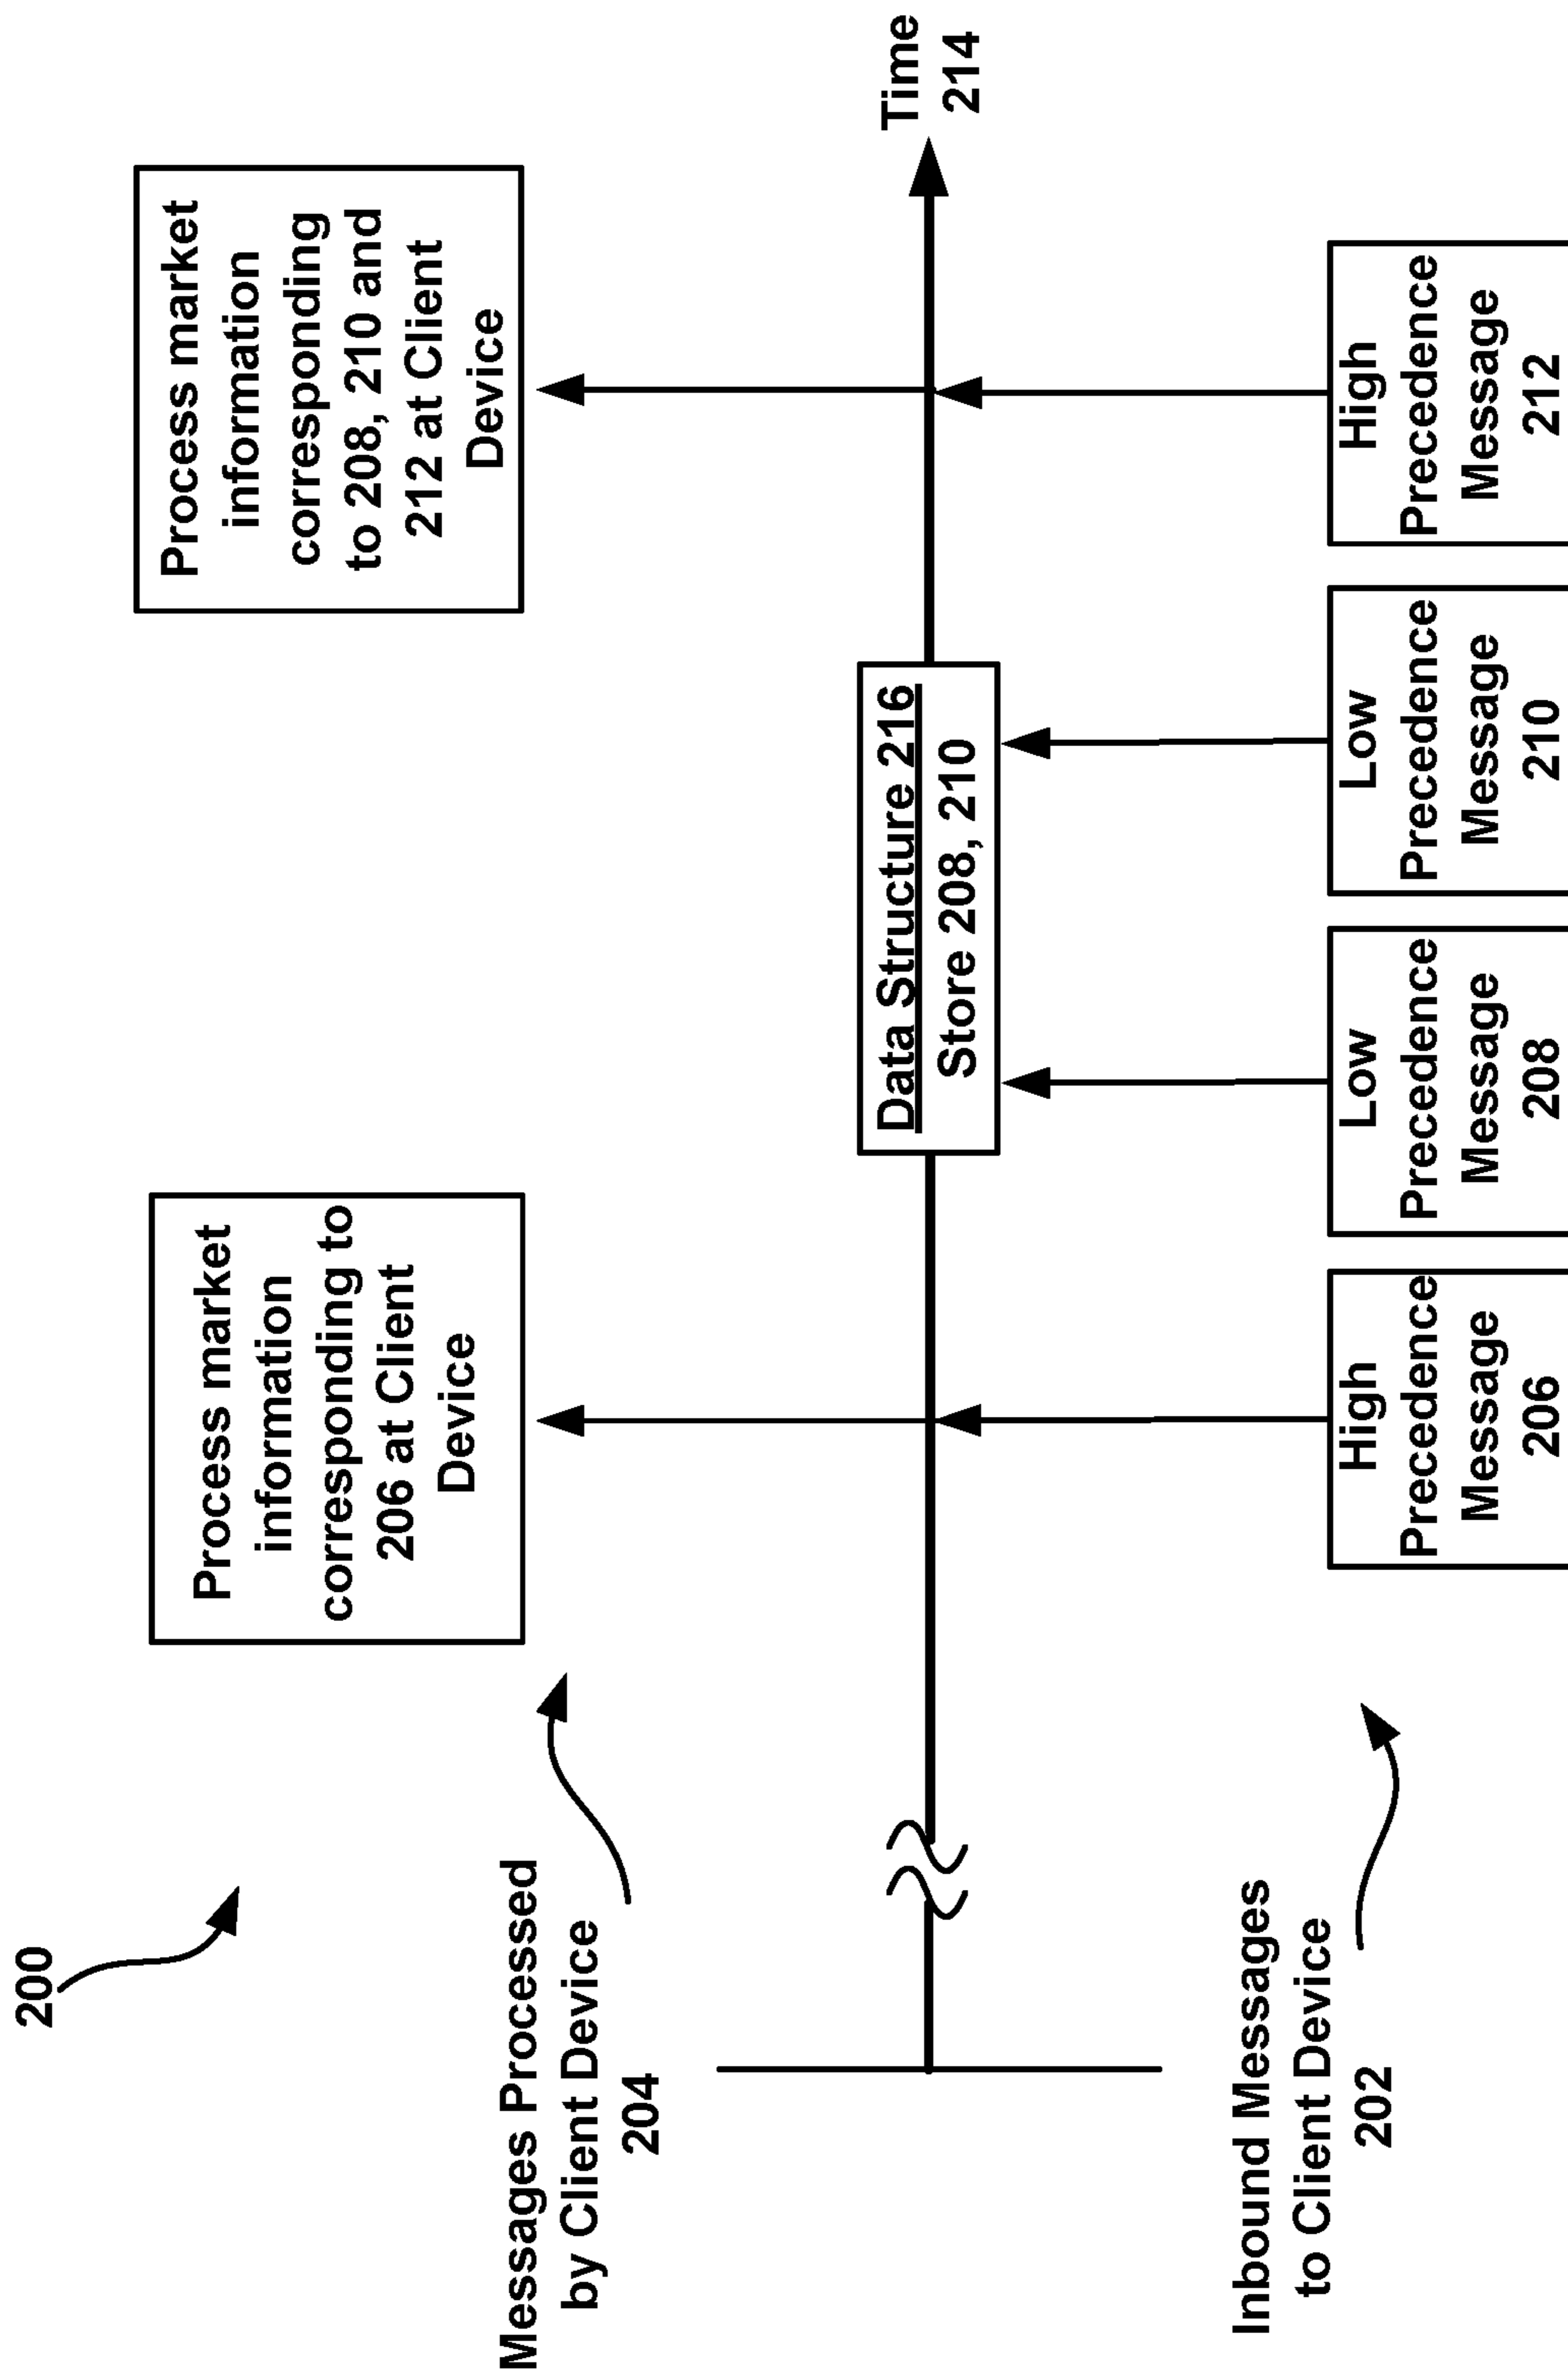 200
Messages Processed
by Client Device
204
Process market
information
corresponding to
206 at Client
Device
Process market
information
corresponding
to 208, 210 and
212 at Client
Device
Data Structure 216
Store 208, 210
Time
214
Inbound Messages
to Client Device
202
High
Precedence
Message
206
Low
Precedence
Message
208
Low
Precedence
Message
210
High
Precedence
Message
212